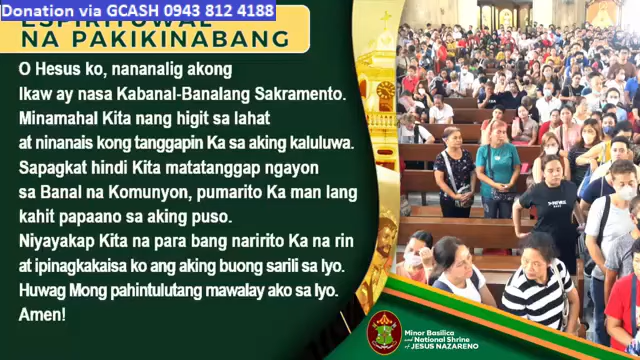 Donation via GCASH 0943 812 4188
ESPIRITUWAL
NA PAKIKINABANG
O Hesus ko, nananalig akong
Ikaw ay nasa Kabanal-Banalang Sakramento.
Minamahal Kita nang higit sa lahat
at ninanais kong tanggapin Ka sa aking kaluluwa.
Sapagkat hindi Kita matatanggap ngayon
sa Banal na Komunyon, pumarito Ka man lang
kahit papaano sa aking puso.
Niyayakap Kita na para bang naririto Ka na rin
at ipinagkakaisa ko ang aking buong sarili sa Iyo.
Huwag Mong pahintulutang mawalay ako sa Iyo.
Amen!
Minor Basilica
and National Shrine
of JESUS NAZARENO